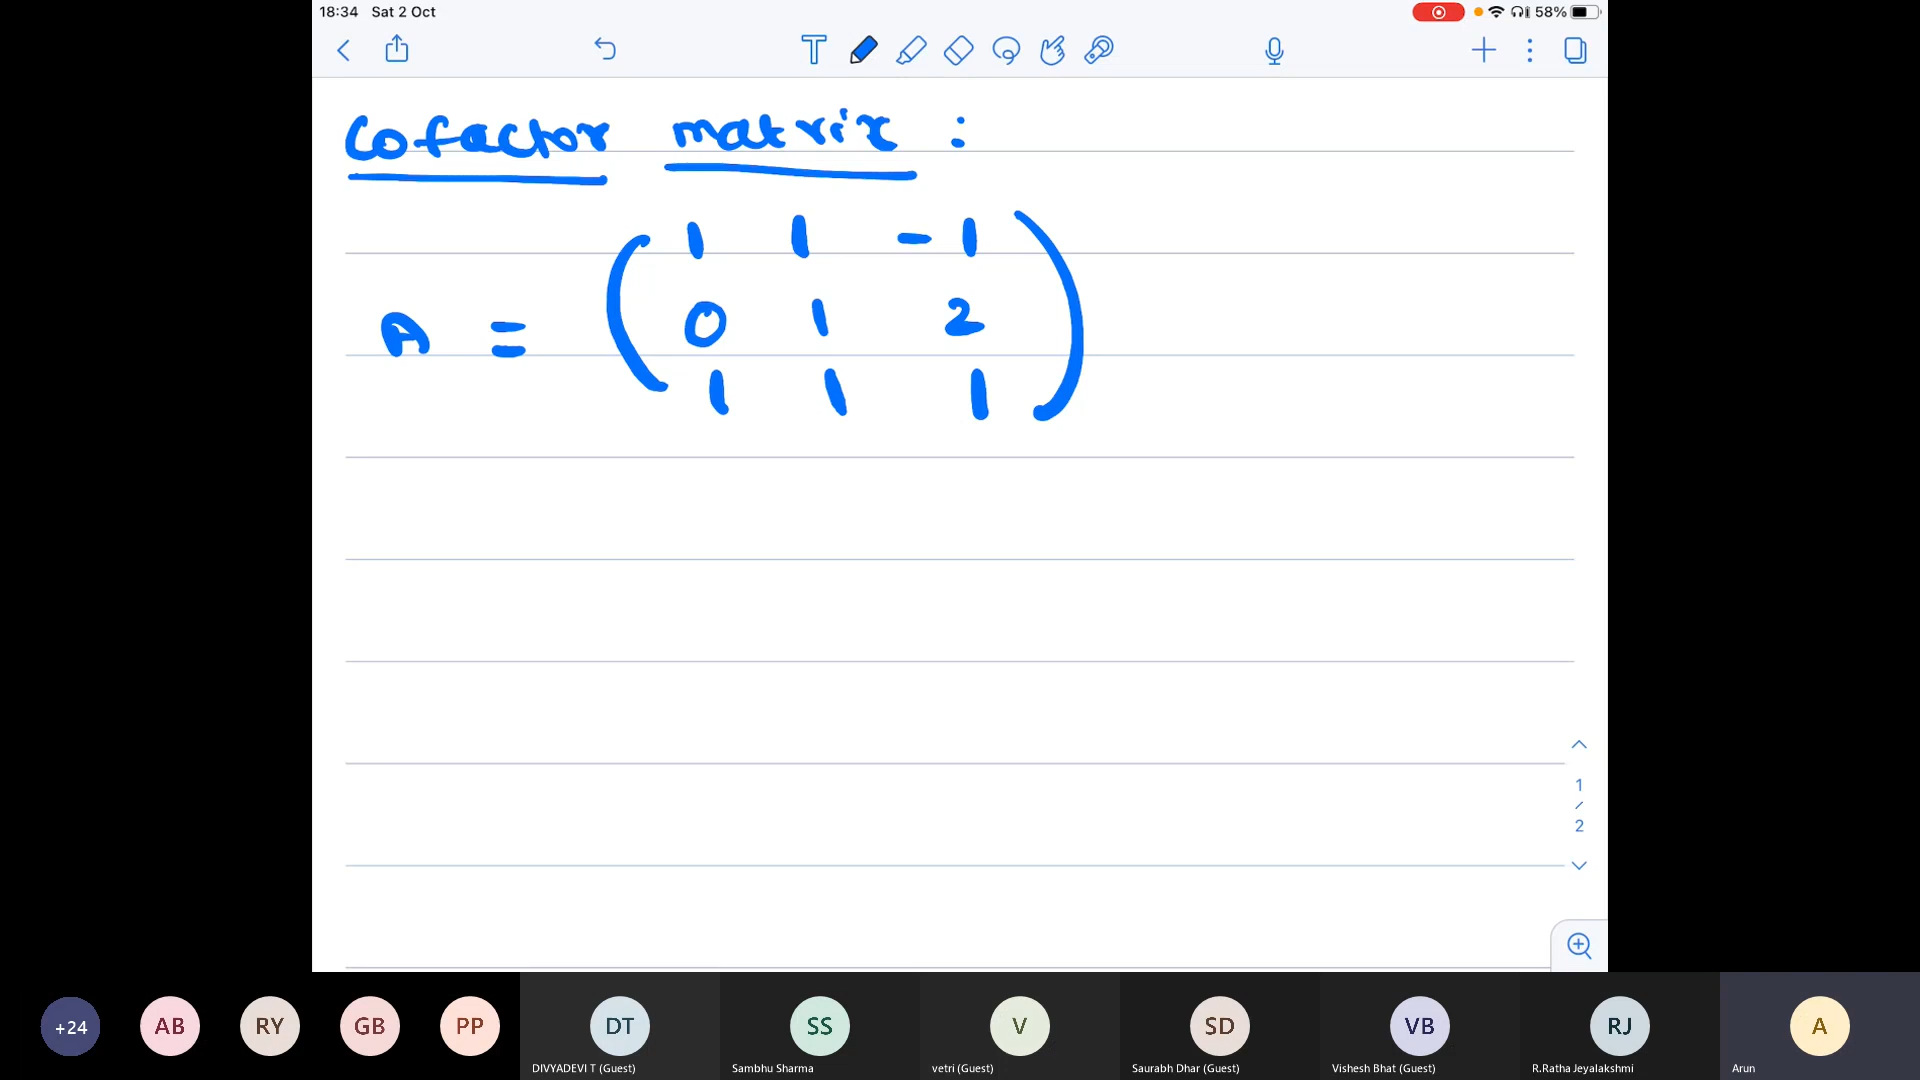 18:34 Sat 2 Oct 58%
T
Cofactor matrix :
A = ( 1 1 - 1
0 1 2
1 1 1 )
1
/
2
+24 AB RY GB PP DT SS V SD VB RJ A
DIVYADEVI T (Guest) Sambhu Sharma vetri (Guest) Saurabh Dhar (Guest) Vishesh Bhat (Guest) R.Ratha Jeyalakshmi Arun